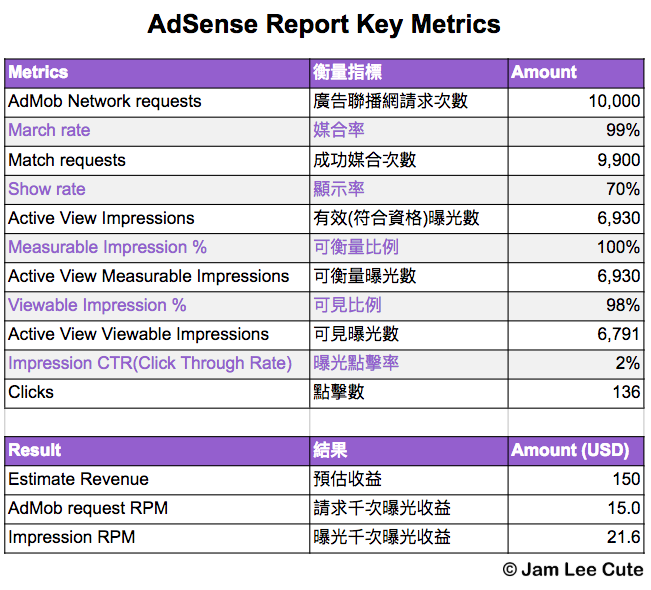 AdSense Report Key Metrics
Metrics 衡量指標 Amount
AdMob Network requests 廣告聯播網請求次數 10,000
March rate 媒合率 99%
Match requests 成功媒合次數 9,900
Show rate 顯示率 70%
Active View Impressions 有效(符合資格)曝光數 6,930
Measurable Impression % 可衡量比例 100%
Active View Measurable Impressions 可衡量曝光數 6,930
Viewable Impression % 可見比例 98%
Active View Viewable Impressions 可見曝光數 6,791
Impression CTR(Click Through Rate) 曝光點擊率 2%
Clicks 點擊數 136
Result 結果 Amount (USD)
Estimate Revenue 預估收益 150
AdMob request RPM 請求千次曝光收益 15.0
Impression RPM 曝光千次曝光收益 21.6
© Jam Lee Cute